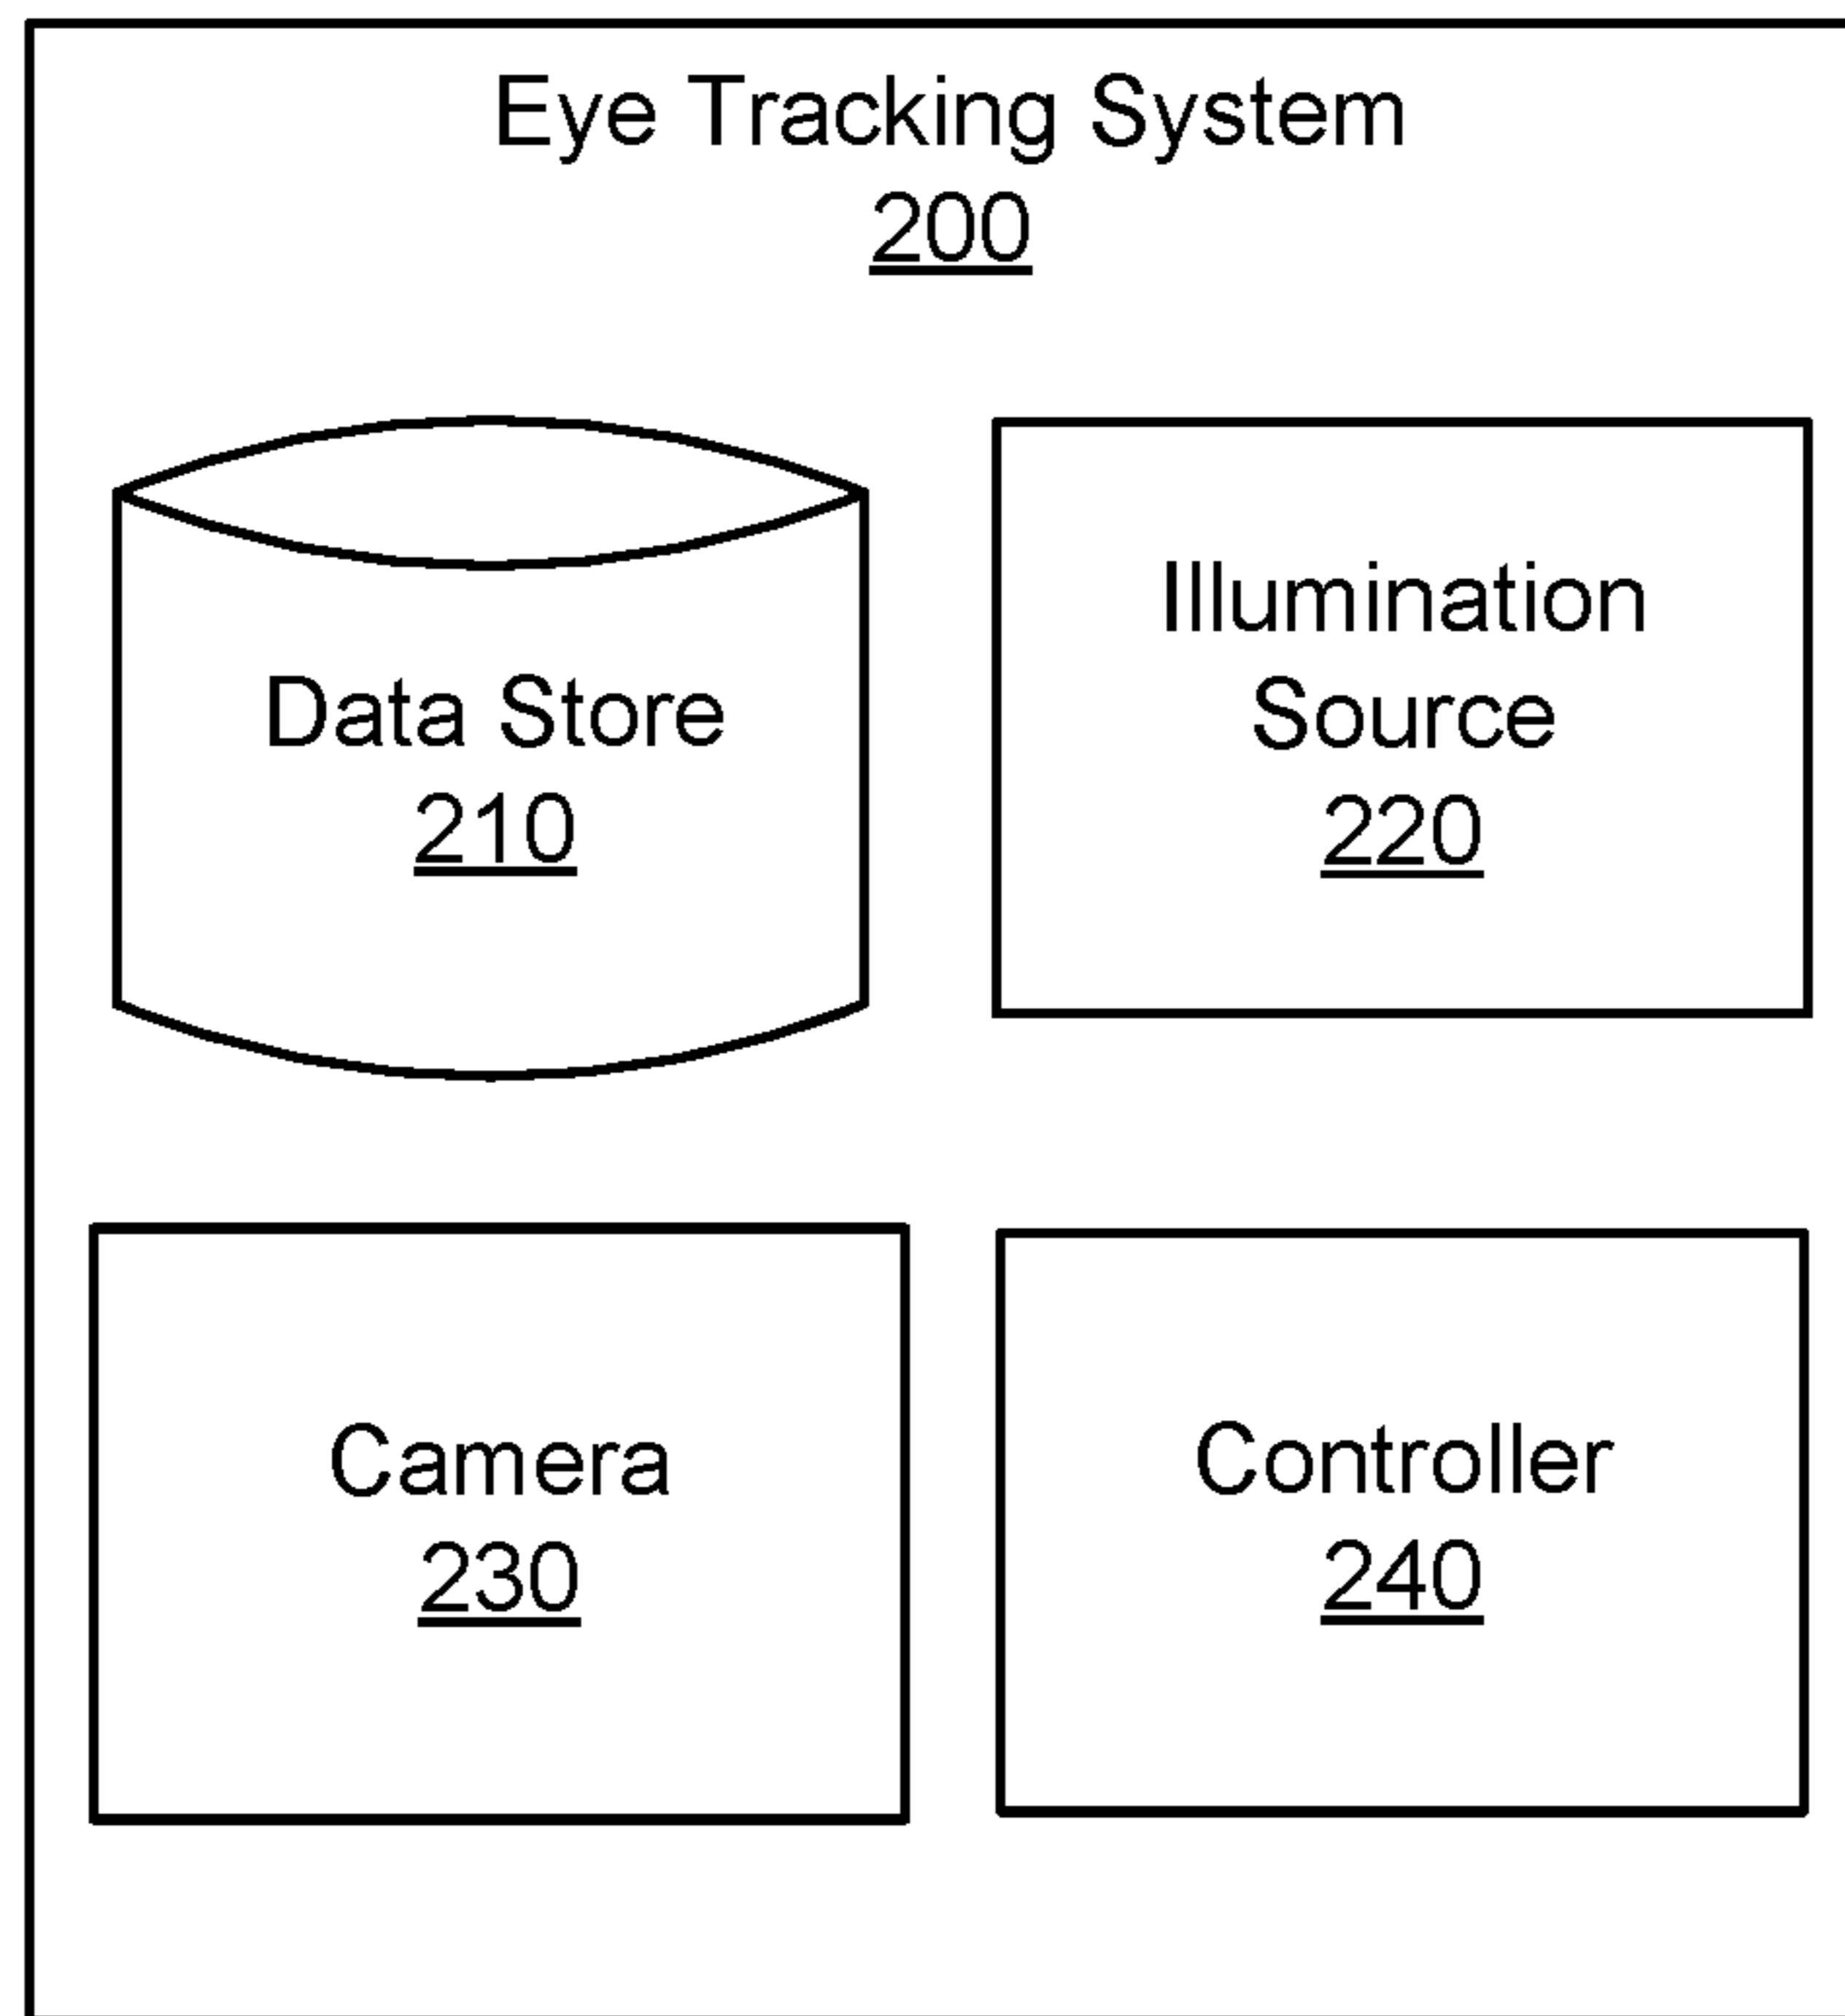 Eye Tracking System
200
Data Store
210
Illumination
Source
220
Camera
230
Controller
240